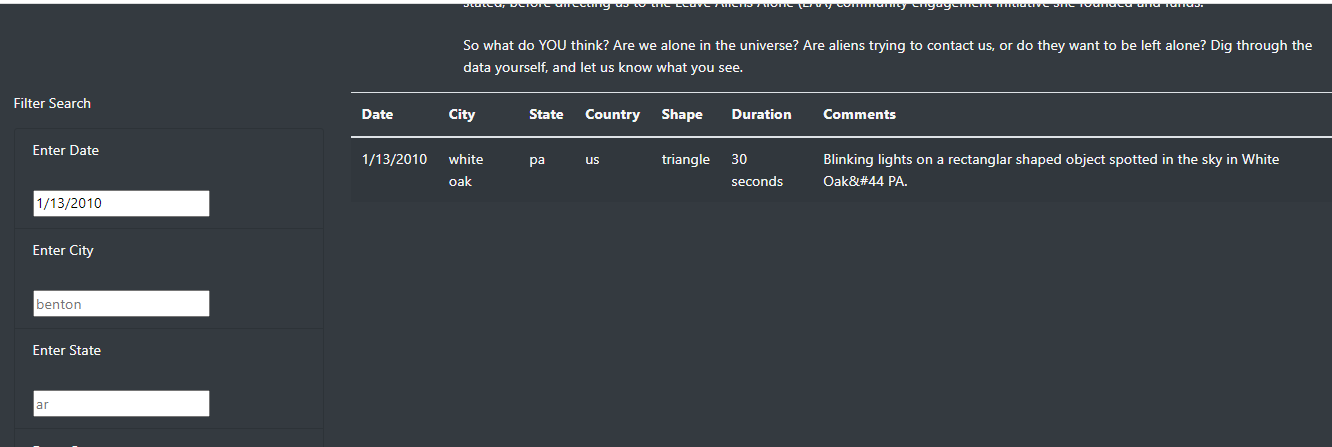 stated, before directing us to the Leave Aliens Alone (LAA) community engagement initiative she founded and funds.
So what do YOU think? Are we alone in the universe? Are aliens trying to contact us, or do they want to be left alone? Dig through the
data yourself, and let us know what you see.
Filter Search
Enter Date
1/13/2010
Enter City
benton
Enter State
ar
Date City State Country Shape Duration Comments
1/13/2010 white pa us triangle 30 Blinking lights on a rectanglar shaped object spotted in the sky in White
oak seconds Oak&#44 PA.